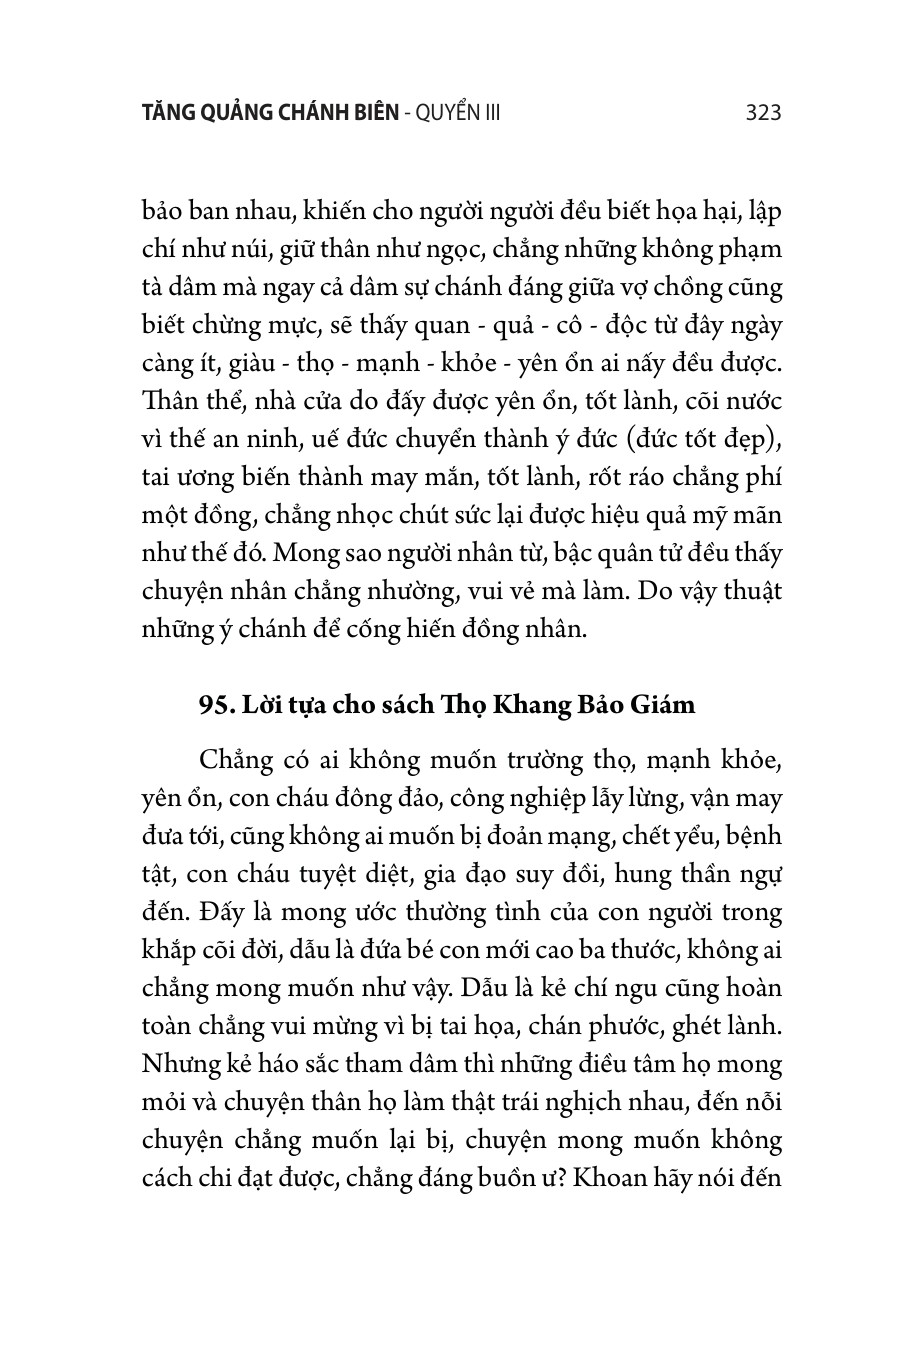 TĂNG QUẢNG CHÁNH BIÊN - QUYỂN III 323
bảo ban nhau, khiến cho người người đều biết họa hại, lập
chí như núi, giữ thân như ngọc, chẳng những không phạm
tà dâm mà ngay cả dâm sự chánh đáng giữa vợ chồng cũng
biết chừng mực, sẽ thấy quan - quả - cô - độc từ đây ngày
càng ít, giàu - thọ - mạnh - khỏe - yên ổn ai nấy đều được.
Thân thể, nhà cửa do đấy được yên ổn, tốt lành, cõi nước
vì thế an ninh, uế đức chuyển thành ý đức (đức tốt đẹp),
tai ương biến thành may mắn, tốt lành, rốt ráo chẳng phí
một đồng, chẳng nhọc chút sức lại được hiệu quả mỹ mãn
như thế đó. Mong sao người nhân từ, bậc quân tử đều thấy
chuyện nhân chẳng nhường, vui vẻ mà làm. Do vậy thuật
những ý chánh để cống hiến đồng nhân.
95. Lời tựa cho sách Thọ Khang Bảo Giám
Chẳng có ai không muốn trường thọ, mạnh khỏe,
yên ổn, con cháu đông đảo, công nghiệp lẫy lừng, vận may
đưa tới, cũng không ai muốn bị đoản mạng, chết yểu, bệnh
tật, con cháu tuyệt diệt, gia đạo suy đồi, hung thần ngự
đến. Đấy là mong ước thường tình của con người trong
khắp cõi đời, dẫu là đứa bé con mới cao ba thước, không ai
chẳng mong muốn như vậy. Dẫu là kẻ chí ngu cũng hoàn
toàn chẳng vui mừng vì bị tai họa, chán phước, ghét lành.
Nhưng kẻ háo sắc tham dâm thì những điều tâm họ mong
mỏi và chuyện thân họ làm thật trái nghịch nhau, đến nỗi
chuyện chẳng muốn lại bị, chuyện mong muốn không
cách chi đạt được, chẳng đáng buồn ư? Khoan hãy nói đến